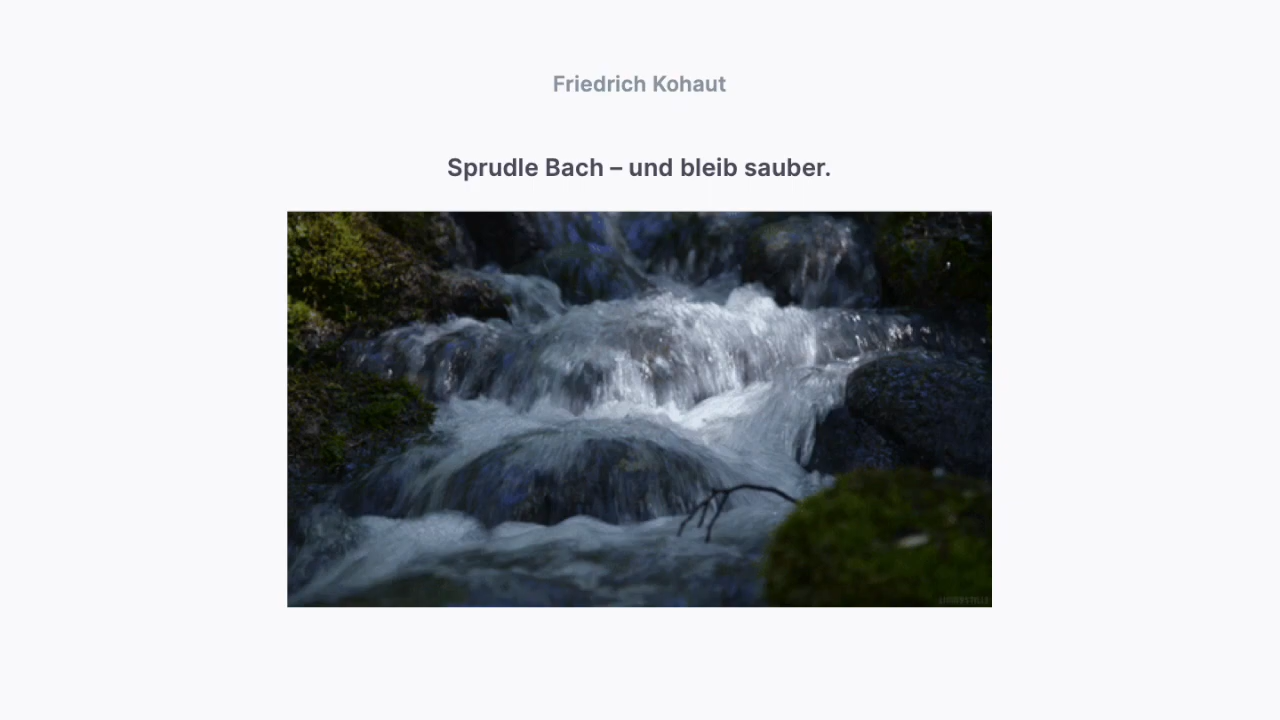 Friedrich Kohaut
Sprudle Bach – und bleib sauber.